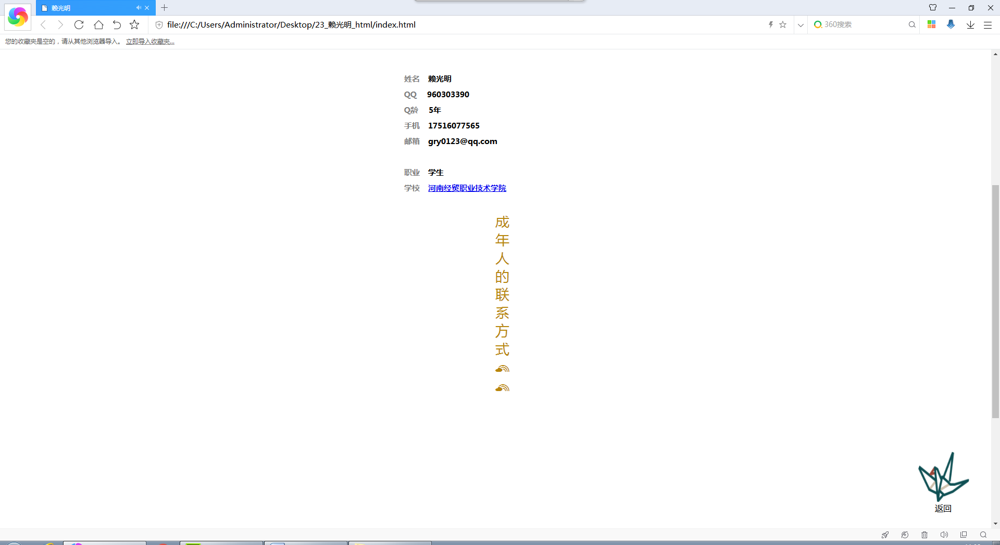 赖光明
file:///C:/Users/Administrator/Desktop/23_赖光明_html/index.html
360搜索
您的收藏夹是空的，请从其他浏览器导入。 立即导入收藏夹...
姓名 赖光明
QQ 960303390
Q龄 5年
手机 17516077565
邮箱 gry0123@qq.com
职业 学生
学校 河南经贸职业技术学院
成
年
人
的
联
系
方
式
返回